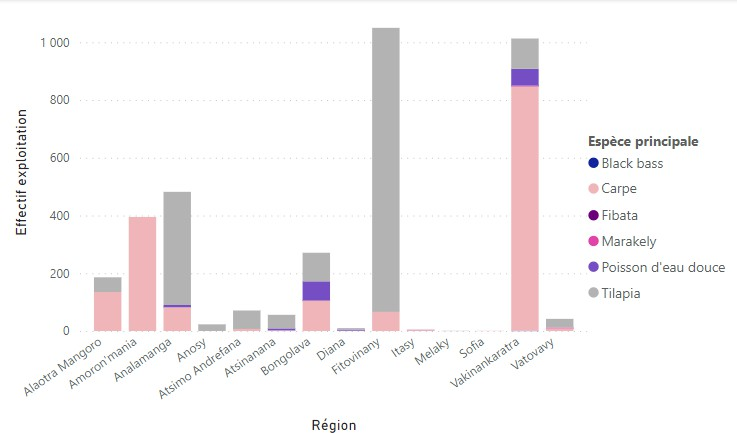 1 000
800
600
400
200
0
Effectif exploitation
Alaotra Mangoro
Amoron'mania
Analamanga
Anosy
Atsimo Andrefana
Atsinanana
Bongolava
Diana
Fitovinany
Itasy
Melaky
Sofia
Vakinankaratra
Vatovavy
Région
Espèce principale
Black bass
Carpe
Fibata
Marakely
Poisson d'eau douce
Tilapia